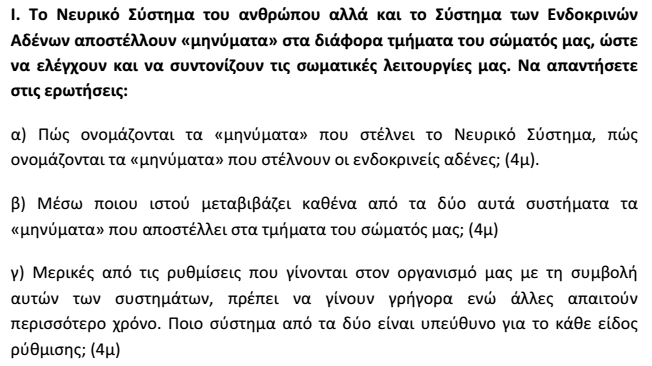 Ι. Το Νευρικό Σύστημα του ανθρώπου αλλά και το Σύστημα των Ενδοκρινών
Αδένων αποστέλλουν «μηνύματα» στα διάφορα τμήματα του σώματός μας, ώστε
να ελέγχουν και να συντονίζουν τις σωματικές λειτουργίες μας. Να απαντήσετε
στις ερωτήσεις:
α) Πώς ονομάζονται τα «μηνύματα» που στέλνει το Νευρικό Σύστημα, πώς
ονομάζονται τα «μηνύματα» που στέλνουν οι ενδοκρινείς αδένες; (4μ).
β) Μέσω ποιου ιστού μεταβιβάζει καθένα από τα δύο αυτά συστήματα τα
«μηνύματα» που αποστέλλει στα τμήματα του σώματός μας; (4μ)
γ) Μερικές από τις ρυθμίσεις που γίνονται στον οργανισμό μας με τη συμβολή
αυτών των συστημάτων, πρέπει να γίνουν γρήγορα ενώ άλλες απαιτούν
περισσότερο χρόνο. Ποιο σύστημα από τα δύο είναι υπεύθυνο για το κάθε είδος
ρύθμισης; (4μ)